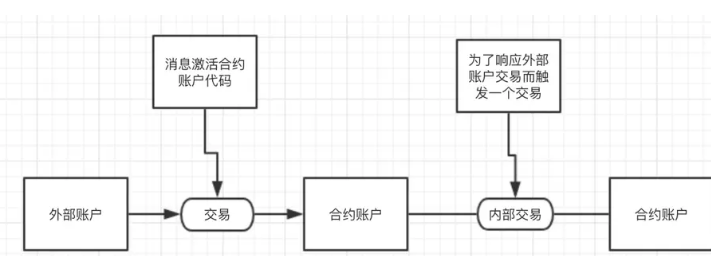 消息激活合约
账户代码
为了响应外部
账户交易而触
发一个交易
外部账户
交易
合约账户
内部交易
合约账户